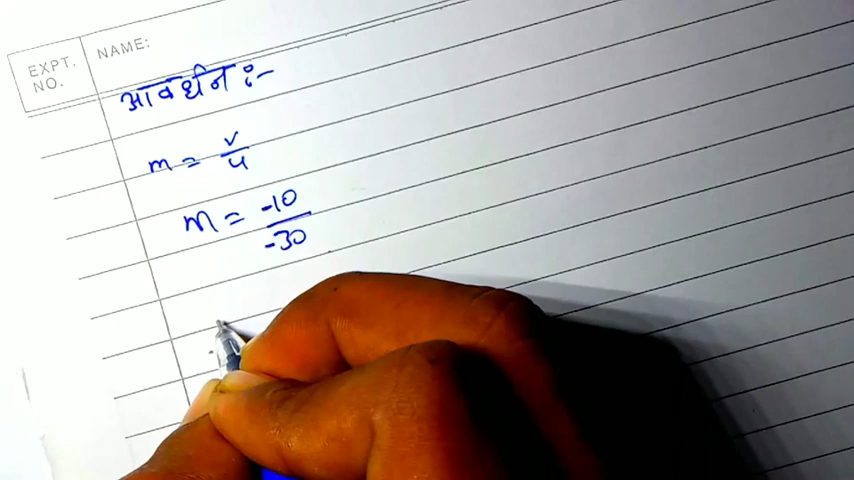 EXPT. NO.
NAME:
आवर्धन :-
m = v/u
m = -10/-30